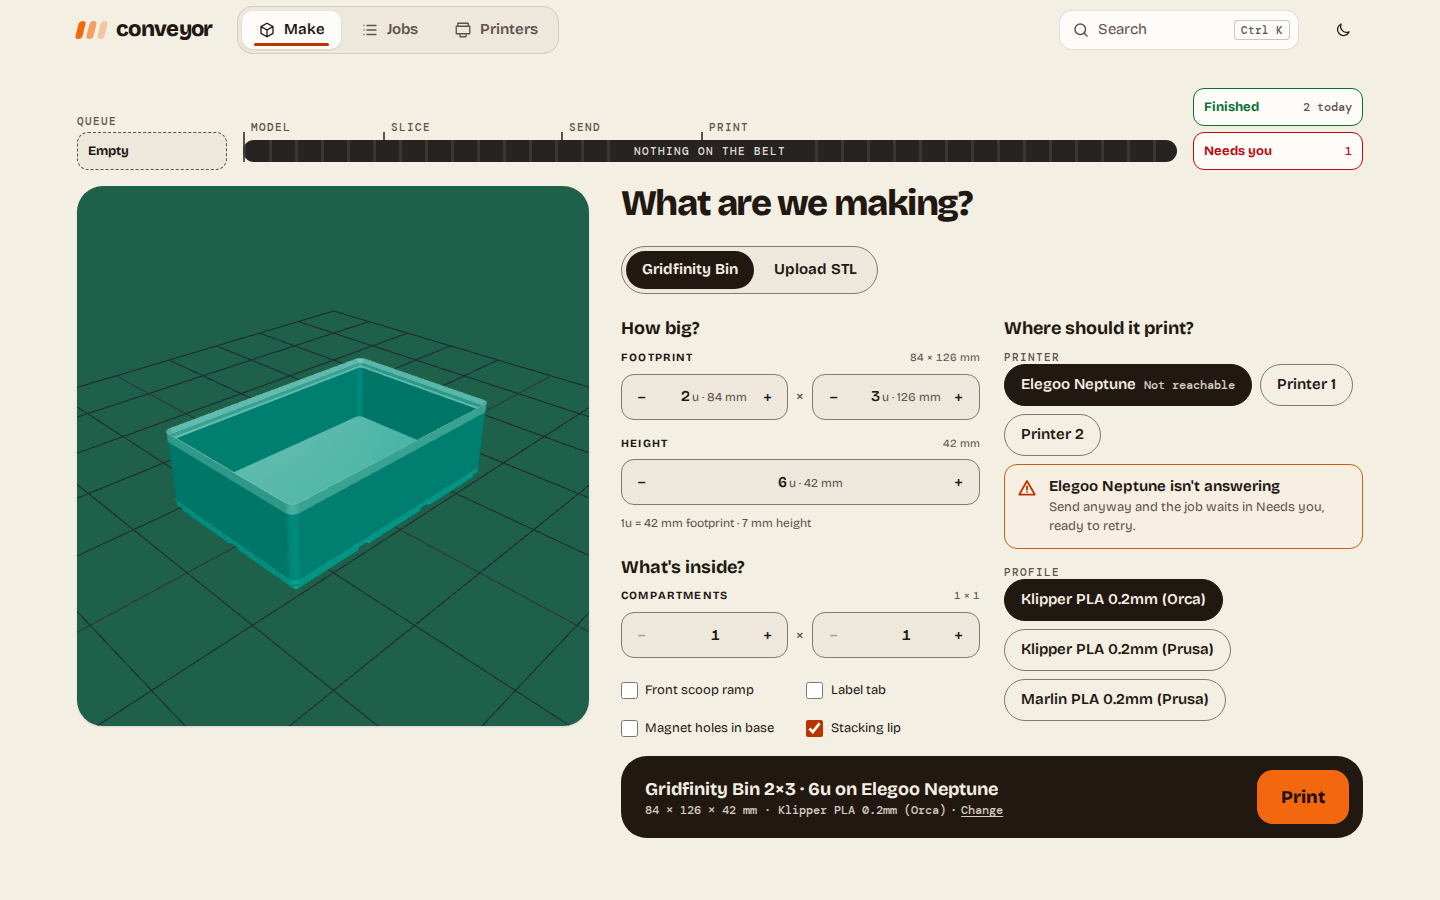 conveyor
Make
Jobs
Printers
Search
Ctrl K
QUEUE
Empty
MODEL
SLICE
SEND
PRINT
NOTHING ON THE BELT
Finished 2 today
Needs you 1
What are we making?
Gridfinity Bin
Upload STL
How big?
FOOTPRINT 84 × 126 mm
− 2 u · 84 mm + × − 3 u · 126 mm +
HEIGHT 42 mm
− 6 u · 42 mm +
1u = 42 mm footprint · 7 mm height
What's inside?
COMPARTMENTS 1 × 1
− 1 + × − 1 +
Front scoop ramp
Label tab
Magnet holes in base
Stacking lip
Where should it print?
PRINTER
Elegoo Neptune Not reachable
Printer 1
Printer 2
Elegoo Neptune isn't answering
Send anyway and the job waits in Needs you,
ready to retry.
PROFILE
Klipper PLA 0.2mm (Orca)
Klipper PLA 0.2mm (Prusa)
Marlin PLA 0.2mm (Prusa)
Gridfinity Bin 2×3 · 6u on Elegoo Neptune
84 × 126 × 42 mm · Klipper PLA 0.2mm (Orca) · Change
Print